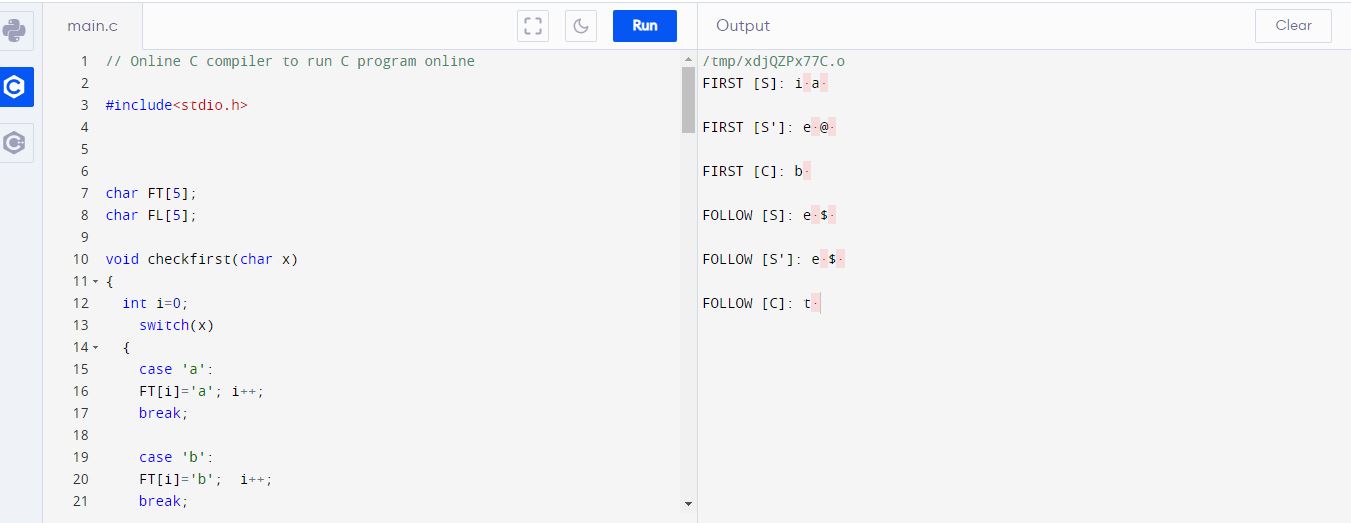 main.c
Run
Output
Clear
1 // Online C compiler to run C program online
2
3 #include<stdio.h>
4
5
6
7 char FT[5];
8 char FL[5];
9
10 void checkfirst(char x)
11 {
12 int i=0;
13 switch(x)
14 {
15 case 'a':
16 FT[i]='a'; i++;
17 break;
18
19 case 'b':
20 FT[i]='b'; i++;
21 break;
/tmp/xdjQZPx77C.o
FIRST [S]: i·a·
FIRST [S']: e·@·
FIRST [C]: b·
FOLLOW [S]: e·$·
FOLLOW [S']: e·$·
FOLLOW [C]: t·